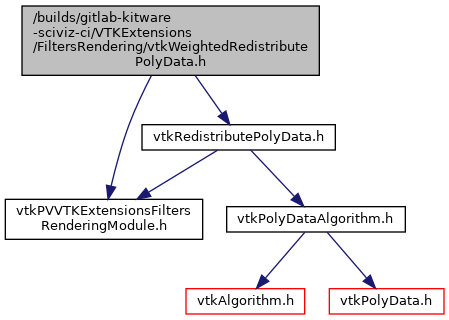 /builds/gitlab-kitware
-sciviz-ci/VTKExtensions
/FiltersRendering/vtkWeightedRedistribute
PolyData.h
vtkRedistributePolyData.h
vtkPVVTKExtensionsFilters
RenderingModule.h
vtkPolyDataAlgorithm.h
vtkAlgorithm.h
vtkPolyData.h